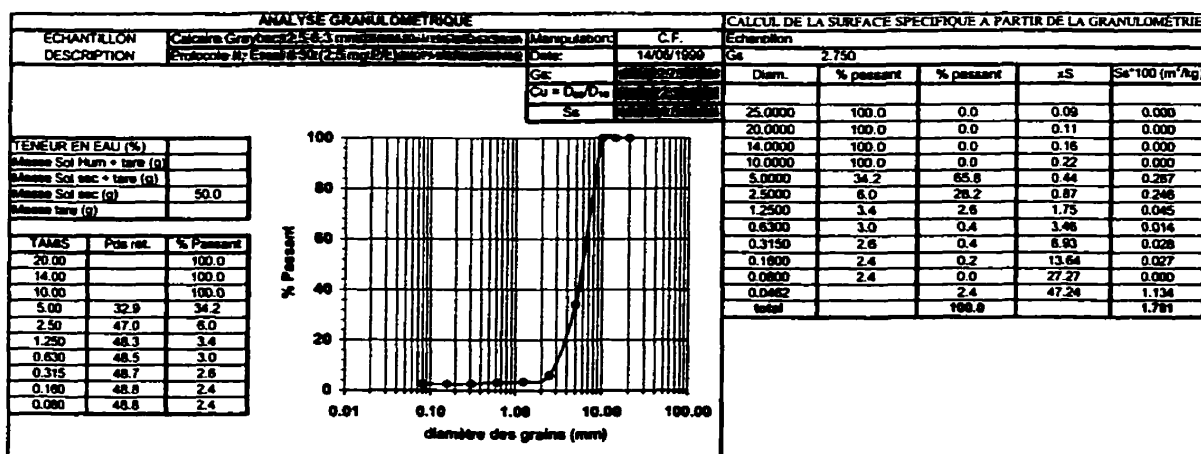 ANALYSE GRANULOMETRIQUE
ECHANTILLON Calcaire Graybec 2.5 6.3 mm Manipulation: C.F.
DESCRIPTION Date: 14/06/1999
Gs:
Cu = D60/D10
Ss
TENEUR EN EAU (%)
Masse Sol Hum + tare (g)
Masse Sol sec + tare (g)
Masse Sol sec (g) 50.0
Masse tare (g)
TAMIS Pds ret. % Passant
20.00 100.0
14.00 100.0
10.00 100.0
5.00 32.9 34.2
2.50 47.0 6.0
1.250 48.3 3.4
0.630 48.5 3.0
0.315 48.7 2.6
0.160 48.8 2.4
0.080 48.8 2.4
% Passant
100
80
60
40
20
0
0.01 0.10 1.00 10.00 100.00
diamètre des grains (mm)
CALCUL DE LA SURFACE SPECIFIQUE A PARTIR DE LA GRANULOMÉTRIE
Echantillon
Gs 2.750
Diam. % passant % passant xS Ss*100 (m²/kg)
25.0000 100.0 0.0 0.09 0.000
20.0000 100.0 0.0 0.11 0.000
14.0000 100.0 0.0 0.16 0.000
10.0000 100.0 0.0 0.22 0.000
5.0000 34.2 65.8 0.44 0.287
2.5000 6.0 28.2 0.87 0.246
1.2500 3.4 2.6 1.75 0.045
0.6300 3.0 0.4 3.46 0.014
0.3150 2.6 0.4 6.93 0.028
0.1600 2.4 0.2 13.64 0.027
0.0800 2.4 0.0 27.27 0.000
0.0462 2.4 47.24 1.134
total 100.0 1.781